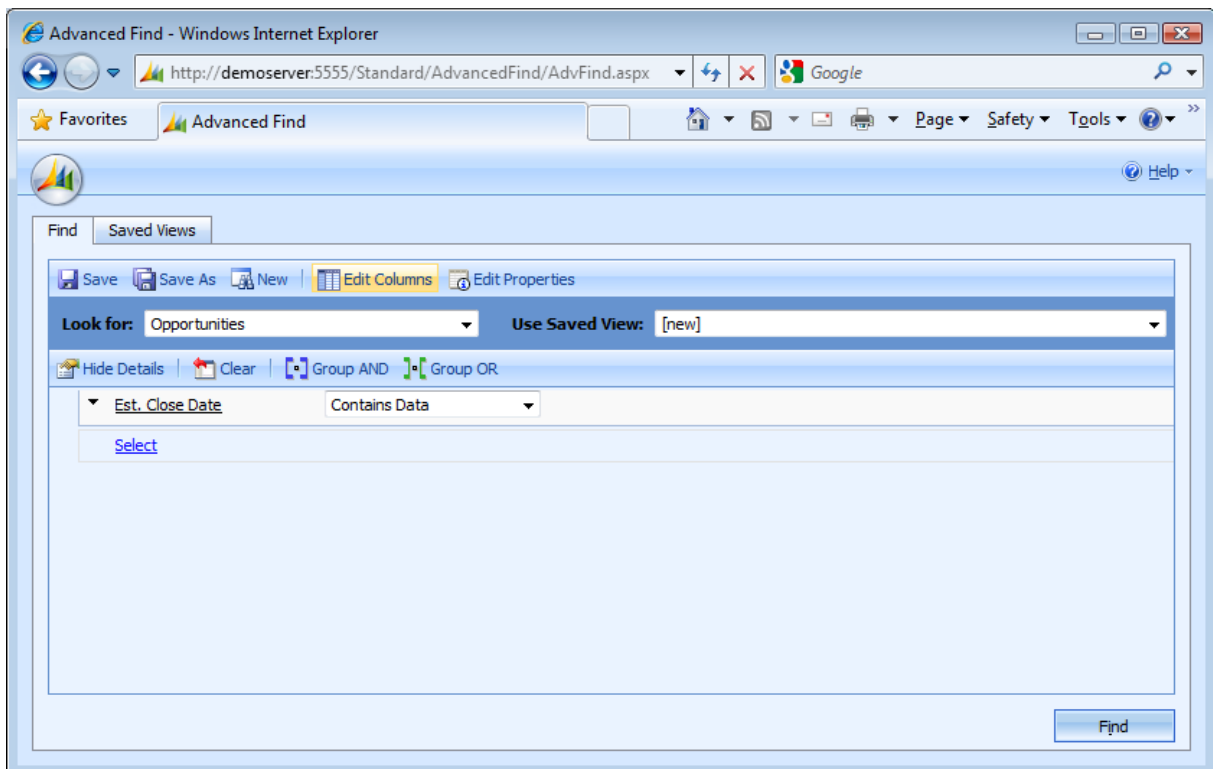 Advanced Find - Windows Internet Explorer
http://demoserver:5555/Standard/AdvancedFind/AdvFind.aspx Google
Favorites Advanced Find Page Safety Tools »
Help
Find Saved Views
Save Save As New Edit Columns Edit Properties
Look for: Opportunities Use Saved View: [new]
Hide Details Clear Group AND Group OR
Est. Close Date Contains Data
Select
Find